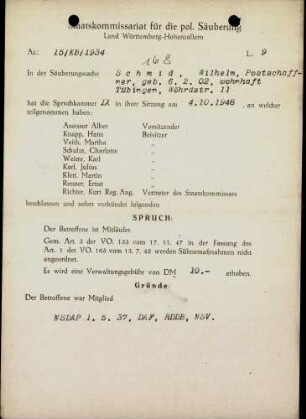 Staatskommissariat für die pol. Säuberung
Land Württemberg-Hohenzollern
Az.: 15/KB/1934
168
L. 9
In der Säuberungssache S c h m i d , Wilhelm, Postschaff-
ner, geb. 6.2.02, wohnhaft
Tübingen, Wöhrdstr. 11
hat die Spruchkammer IX in ihrer Sitzung am 4.10.1948 , an welcher
teilgenommen haben:
Assessor Alber Vorsitzender
Knapp, Hans Beisitzer
Veith, Martha "
Schulze, Charlotte "
Weimr, Karl "
Karl, Julius "
Klett, Martin "
Renner, Ernst "
Richter, Kurt Reg. Ang. Vertreter des Staatskommissars
beschlossen und sofort verkündet folgenden
SPRUCH:
Der Betroffene ist Mitläufer.
Gem. Art. 3 der VO. 133 vom 17. 11. 47 in der Fassung des
Art. 1 der VO. 165 vom 13. 7. 48 werden Sühnemaßnahmen nicht
angeordnet.
Es wird eine Verwaltungsgebühr von DM 10.- erhoben.
Gründe
Der Betroffene war Mitglied
NSDAP 1. 5. 37, DAF, RDDB, NSV.